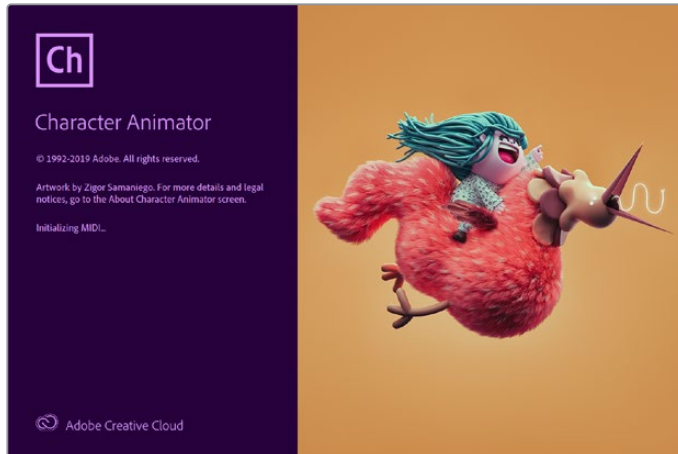 Ch
Character Animator
© 1992-2019 Adobe. All rights reserved.
Artwork by Zigor Samaniego. For more details and legal
notices, go to the About Character Animator screen.
Initializing MIDI...
Adobe Creative Cloud